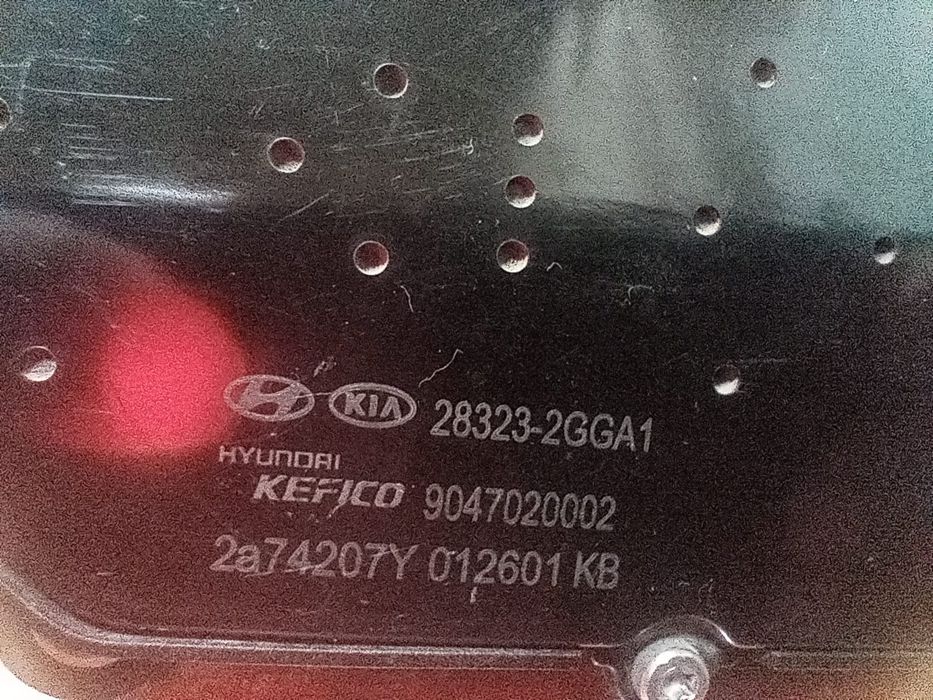 KIA 28323-2GGA1
HYUNDAI
KEFICO 9047020002
2a74207Y 012601 KB